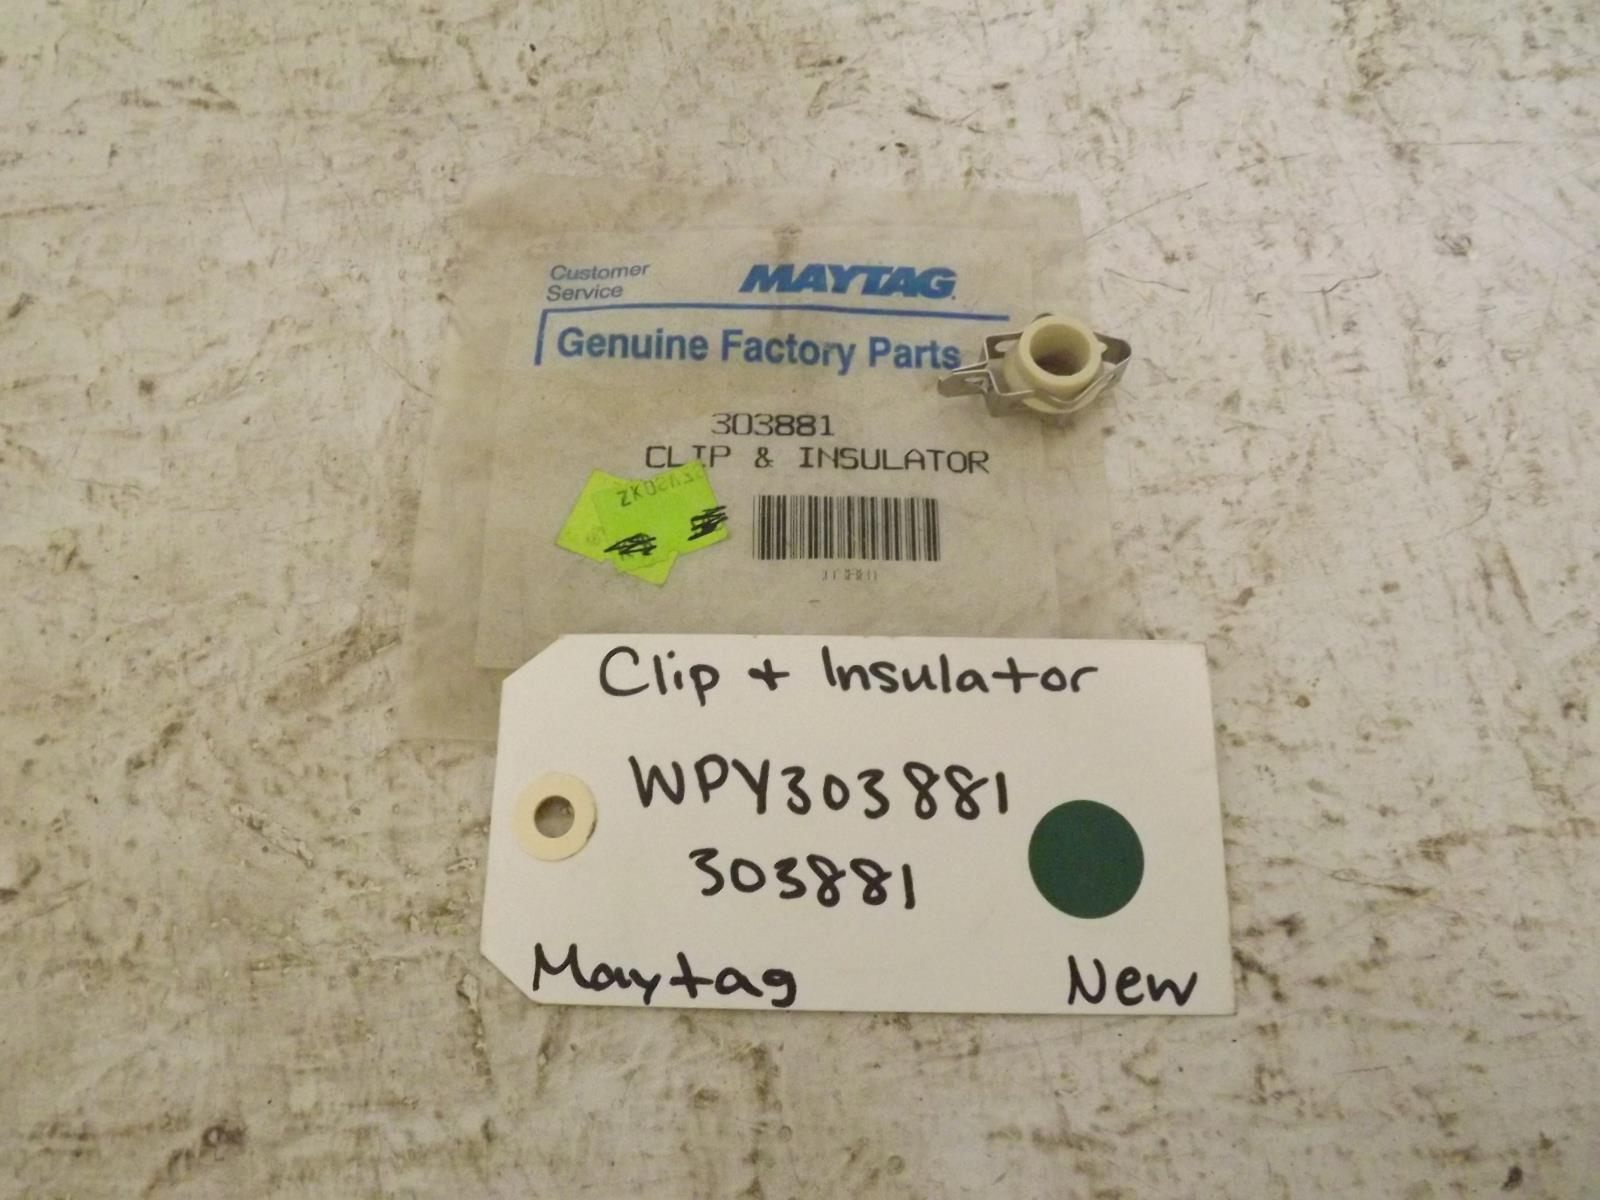 Customer
Service
MAYTAG
Genuine Factory Parts
303881
CLIP & INSULATOR
Clip + Insulator
WPY303881
303881
Maytag
New